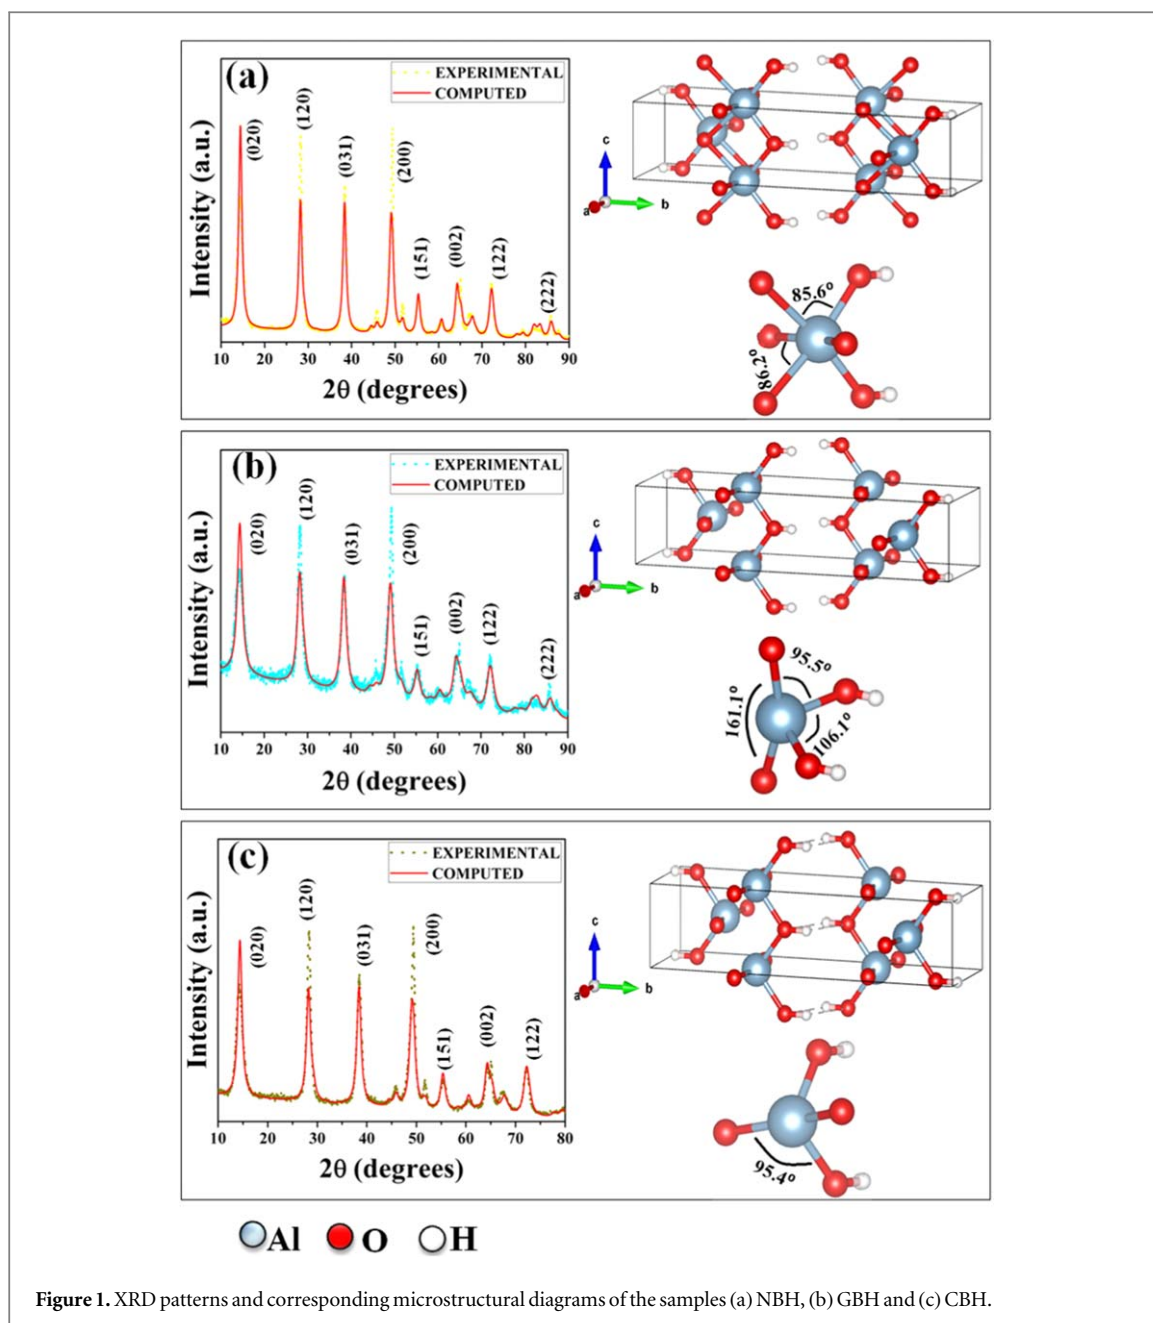 (a)
EXPERIMENTAL
COMPUTED
Intensity (a.u.)
(020)
(120)
(031)
(200)
(151)
(002)
(122)
(222)
10 20 30 40 50 60 70 80 90
2θ (degrees)
c
a
b
85.6°
86.2°
(b)
EXPERIMENTAL
COMPUTED
Intensity (a.u.)
(020)
(120)
(031)
(200)
(151)
(002)
(122)
(222)
10 20 30 40 50 60 70 80 90
2θ (degrees)
c
a
b
95.5°
161.1°
106.1°
(c)
EXPERIMENTAL
COMPUTED
Intensity (a.u.)
(020)
(120)
(031)
(200)
(151)
(002)
(122)
10 20 30 40 50 60 70 80
2θ (degrees)
c
a
b
95.4°
Al O H
Figure 1. XRD patterns and corresponding microstructural diagrams of the samples (a) NBH, (b) GBH and (c) CBH.